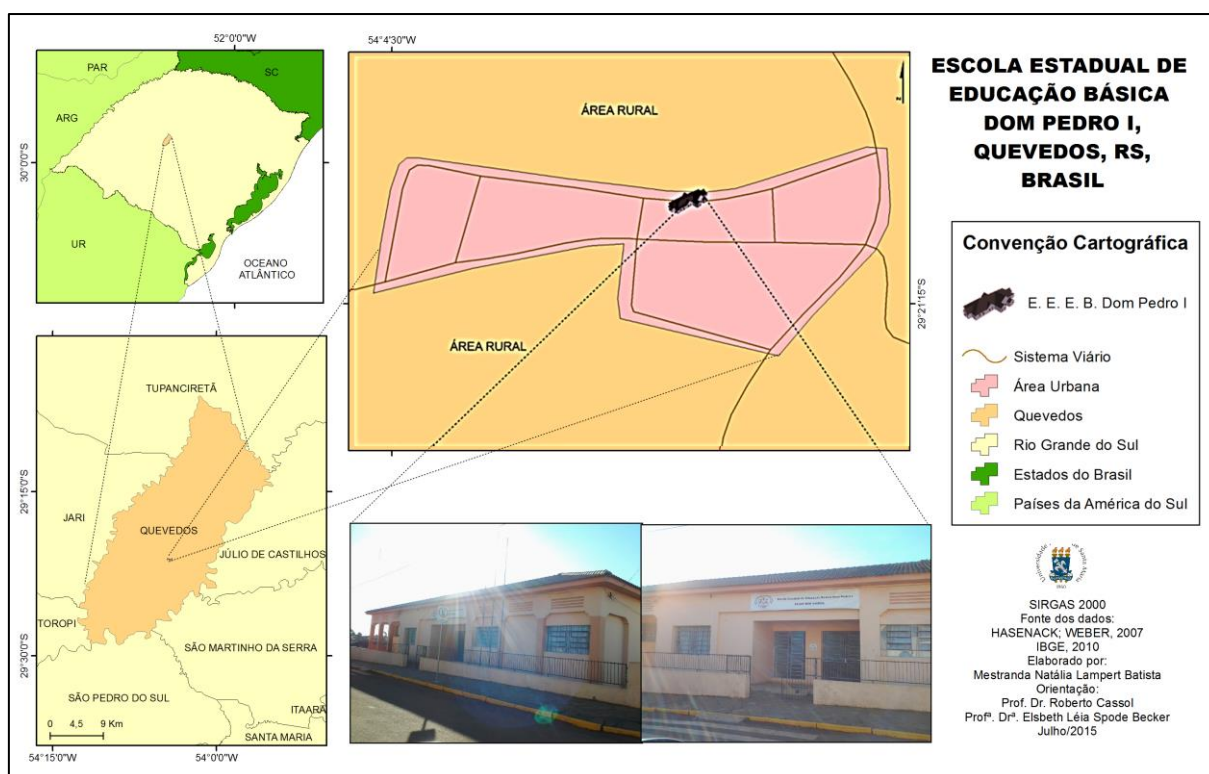 52°0'0"W
PAR
SC
ARG
30°0'0"S
UR
OCEANO
ATLÂNTICO
54°4'30"W
ÁREA RURAL
ÁREA RURAL
29°21'15"S
ESCOLA ESTADUAL DE
EDUCAÇÃO BÁSICA
DOM PEDRO I,
QUEVEDOS, RS,
BRASIL
Convenção Cartográfica
E. E. E. B. Dom Pedro I
Sistema Viário
Área Urbana
Quevedos
Rio Grande do Sul
Estados do Brasil
Países da América do Sul
TUPANCIRETÃ
29°15'0"S
JARI
QUEVEDOS
JÚLIO DE CASTILHOS
TOROPI
29°30'0"S
SÃO MARTINHO DA SERRA
SÃO PEDRO DO SUL
ITAARA
SANTA MARIA
0 4,5 9 Km
54°15'0"W
54°0'0"W
Santa Maria
SIRGAS 2000
Fonte dos dados:
HASENACK; WEBER, 2007
IBGE, 2010
Elaborado por:
Mestranda Natália Lampert Batista
Orientação:
Prof. Dr. Roberto Cassol
Profª. Drª. Elsbeth Léia Spode Becker
Julho/2015